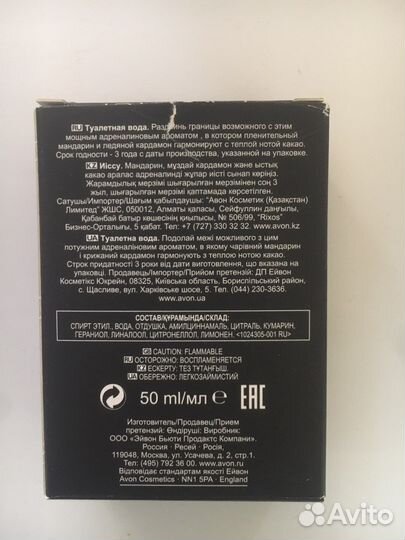 RU Туалетная вода. Раздвинь границы возможного с этим
мощным адреналиновым ароматом , в котором пленительный
мандарин и ледяной кардамон гармонируют с теплой нотой какао.
Срок годности - 3 года с даты производства, указанной на упаковке.
KZ Иіссу. Мандарин, мұздай кардамон және ыстық
какао аралас адреналинді жұпар иісті сынап көріңіз.
Жарамдылық мерзімі шығарылған мерзімінен соң 3
жыл, шығарылған мерзімі қаптамада көрсетілген.
Сатушы/Импортер/Шағым қабылдаушы: "Авон Косметик (Қазақстан)
Лимитед" ЖШС, 050012, Алматы қаласы, Сейфуллин даңғылы,
Қабанбай батыр көшесінің қиылысы, № 506/99, "Rixos"
Бизнес-Орталығы, 5 қабат. Тел: +7 (727) 330 32 32. www.avon.kz
UA Туалетна вода. Подолай межі можливого з цим
потужним адреналіновим ароматом, в якому чарівний мандарин
і крижаний кардамон гармонують з теплою нотою какао.
Строк придатності 3 роки від дати виготовлення, що вказана на
упаковці. Продавець/Імпортер/Прийом претензій: ДП Ейвон
Косметікс Юкрейн, 08325, Київська область, Бориспільський район,
с. Щасливе, вул. Харківське шосе, 2. Тел. (044) 230-3636.
www.avon.ua
СОСТАВ/ҚҰРАМЫНДА/СКЛАД:
СПИРТ ЭТИЛ., ВОДА, ОТДУШКА, АМИЛЦИННАМАЛЬ, ЦИТРАЛЬ, КУМАРИН,
ГЕРАНИОЛ, ЛИНАЛООЛ, ЦИТРОНЕЛЛОЛ, ЛИМОНЕН. <1024305-001 RU>
GB CAUTION: FLAMMABLE
RU ОСТОРОЖНО: ВОСПЛАМЕНЯЕТСЯ
KZ ЕСКЕРТУ: ТЕЗ ТҰТАНҒЫШ.
UA ОБЕРЕЖНО: ЛЕГКОЗАЙМИСТИЙ
50 ml/мл e EAC
Изготовитель/Продавец/Прием
претензий: Өндіруші: Виробник:
ООО «Эйвон Бьюти Продактс Компани».
Россия - Ресей - Росія,
119048, Москва, ул. Усачева, д. 2, стр. 1.
Тел. (495) 792 36 00. www.avon.ru
Відповідає стандартам якості Ейвон
Avon Cosmetics - NN1 5PA - England
Avito